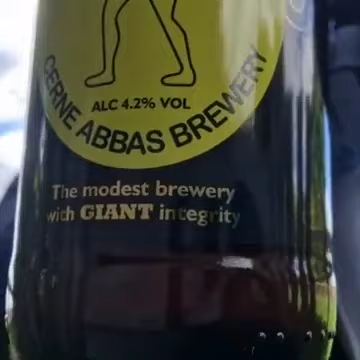 ALC 4.2% VOL
CERNE ABBAS BREWERY
The modest brewery
with GIANT integrity